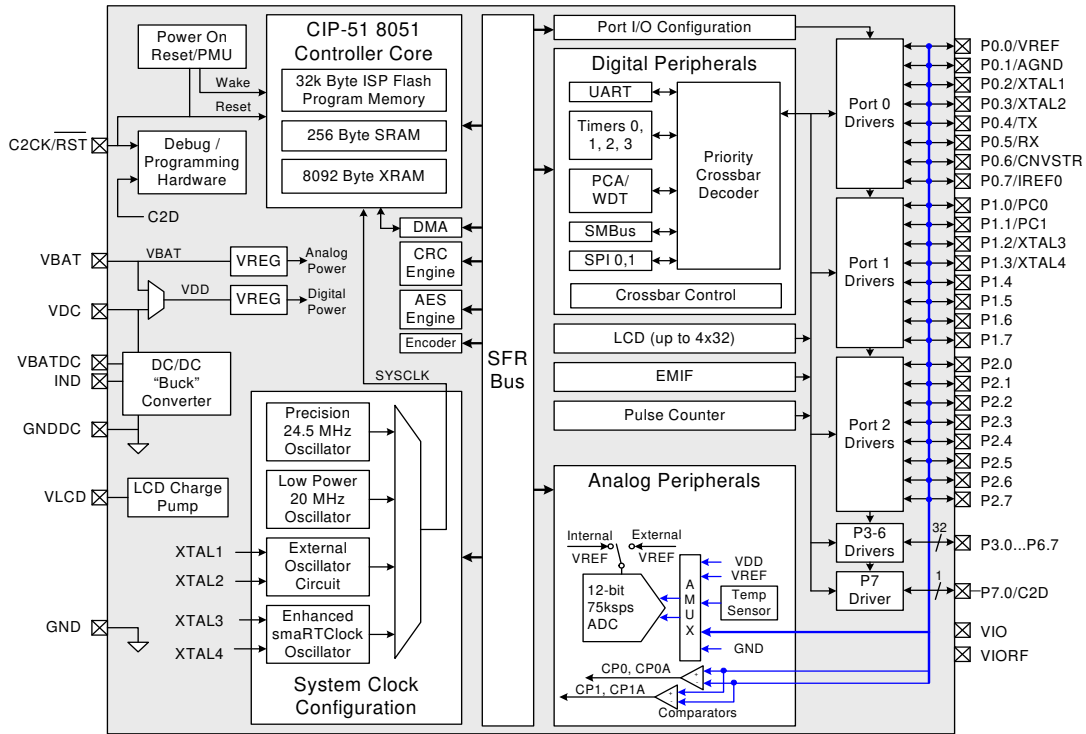 Power On
Reset/PMU
Wake
Reset
C2CK/RST
Debug /
Programming
Hardware
C2D
CIP-51 8051
Controller Core
32k Byte ISP Flash
Program Memory
256 Byte SRAM
8092 Byte XRAM
DMA
CRC
Engine
AES
Engine
Encoder
VBAT
VBAT
VREG
Analog
Power
VDC
VDD
VREG
Digital
Power
VBATDC
IND
DC/DC
“Buck”
Converter
GNDDC
VLCD
LCD Charge
Pump
SYSCLK
Precision
24.5 MHz
Oscillator
Low Power
20 MHz
Oscillator
XTAL1
XTAL2
External
Oscillator
Circuit
XTAL3
XTAL4
Enhanced
smaRTClock
Oscillator
System Clock
Configuration
GND
SFR
Bus
Port I/O Configuration
Digital Peripherals
UART
Timers 0,
1, 2, 3
PCA/
WDT
SMBus
SPI 0,1
Priority
Crossbar
Decoder
Crossbar Control
LCD (up to 4x32)
EMIF
Pulse Counter
Analog Peripherals
Internal
VREF
External
VREF
12-bit
75ksps
ADC
A
M
U
X
VDD
VREF
Temp
Sensor
GND
CP0, CP0A
CP1, CP1A
+
-
+
-
Comparators
Port 0
Drivers
Port 1
Drivers
Port 2
Drivers
P3-6
Drivers
P7
Driver
32
1
P0.0/VREF
P0.1/AGND
P0.2/XTAL1
P0.3/XTAL2
P0.4/TX
P0.5/RX
P0.6/CNVSTR
P0.7/IREF0
P1.0/PC0
P1.1/PC1
P1.2/XTAL3
P1.3/XTAL4
P1.4
P1.5
P1.6
P1.7
P2.0
P2.1
P2.2
P2.3
P2.4
P2.5
P2.6
P2.7
P3.0...P6.7
P7.0/C2D
VIO
VIORF